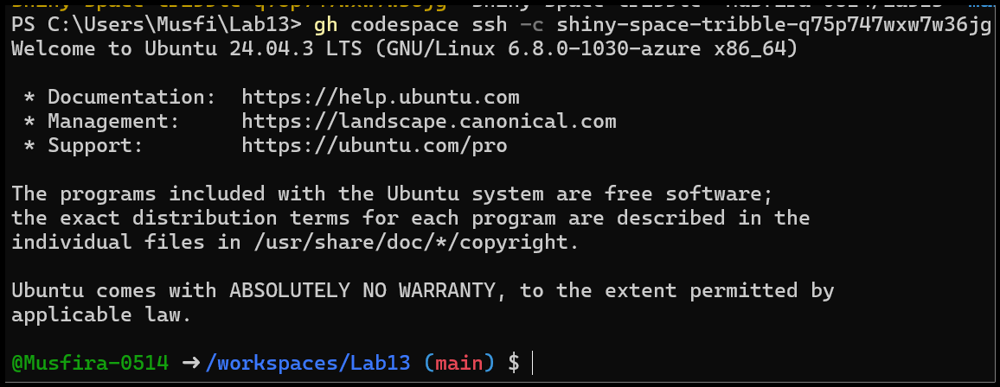 PS C:\Users\Musfi\Lab13> gh codespace ssh -c shiny-space-tribble-q75p747wxw7w36jg
Welcome to Ubuntu 24.04.3 LTS (GNU/Linux 6.8.0-1030-azure x86_64)
* Documentation: https://help.ubuntu.com
* Management: https://landscape.canonical.com
* Support: https://ubuntu.com/pro
The programs included with the Ubuntu system are free software;
the exact distribution terms for each program are described in the
individual files in /usr/share/doc/*/copyright.
Ubuntu comes with ABSOLUTELY NO WARRANTY, to the extent permitted by
applicable law.
@Musfira-0514 ➜ /workspaces/Lab13 (main) $